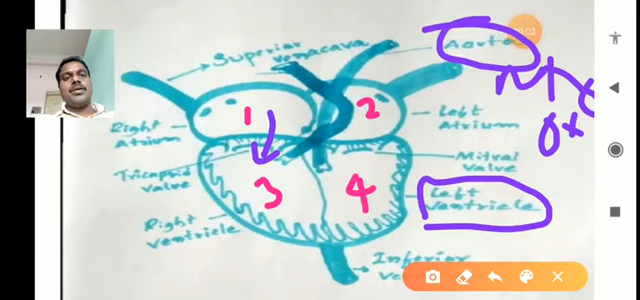 Superior
venacava
Aorta
Right
Atrium
1
2
Left
Atrium
Tricapsid
valve
Mitral
valve
3
4
Left
ventricle
Right
ventricle
Inferior